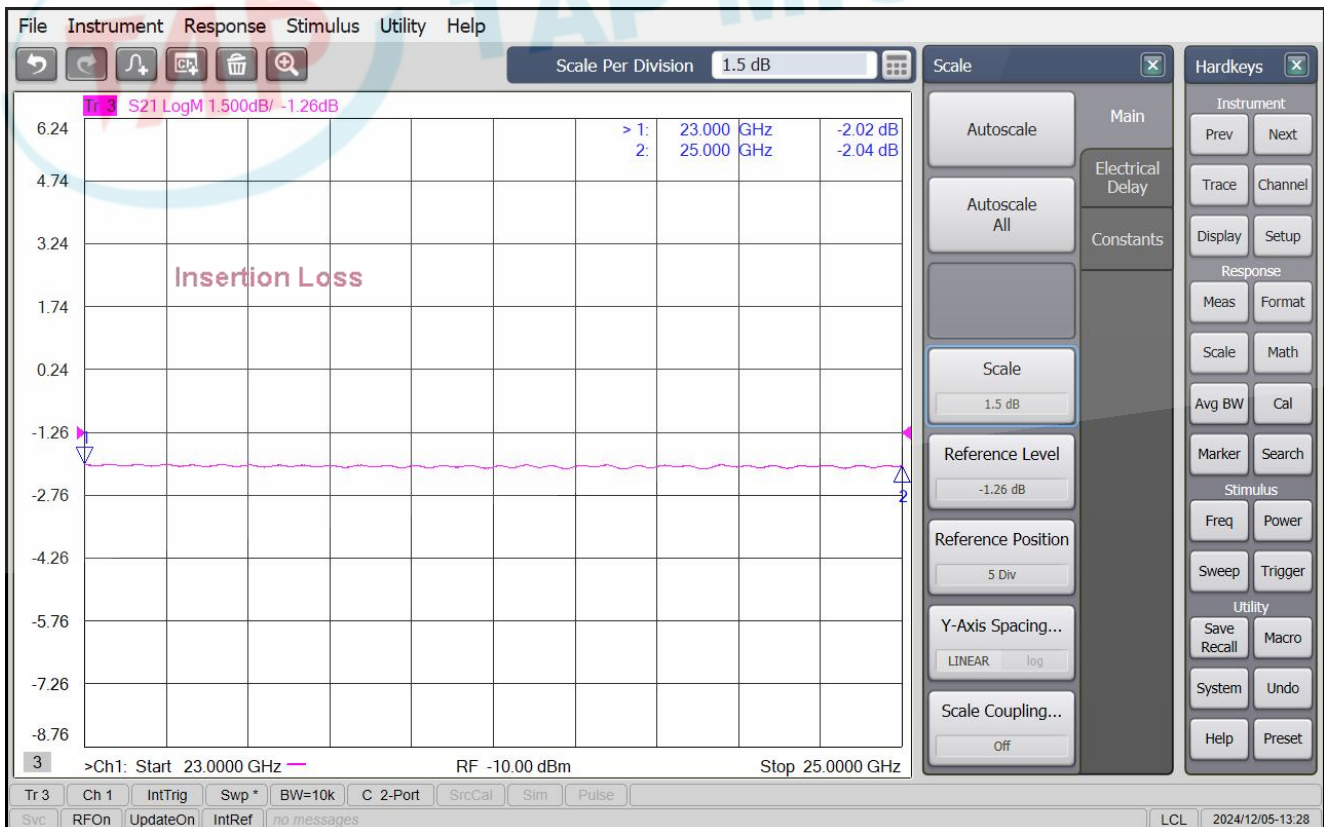 File Instrument Response Stimulus Utility Help
TAP
Scale Per Division 1.5 dB
Tr 3 S21 LogM 1.500dB/ -1.26dB
> 1: 23.000 GHz -2.02 dB
2: 25.000 GHz -2.04 dB
6.24
4.74
3.24
1.74
0.24
-1.26
-2.76
-4.26
-5.76
-7.26
-8.76
Insertion Loss
1
2
3
>Ch1: Start 23.0000 GHz
RF -10.00 dBm
Stop 25.0000 GHz
Scale
Autoscale
Autoscale
All
Scale
1.5 dB
Reference Level
-1.26 dB
Reference Position
5 Div
Y-Axis Spacing...
LINEAR log
Scale Coupling...
Off
Main
Electrical
Delay
Constants
Hardkeys
Instrument
Prev Next
Trace Channel
Display Setup
Response
Meas Format
Scale Math
Avg BW Cal
Marker Search
Stimulus
Freq Power
Sweep Trigger
Utility
Save
Recall
Macro
System Undo
Help Preset
Tr 3 Ch 1 IntTrig Swp * BW=10k C 2-Port SrcCal Sim Pulse
Svc RFOn UpdateOn IntRef no messages LCL 2024/12/05-13:28